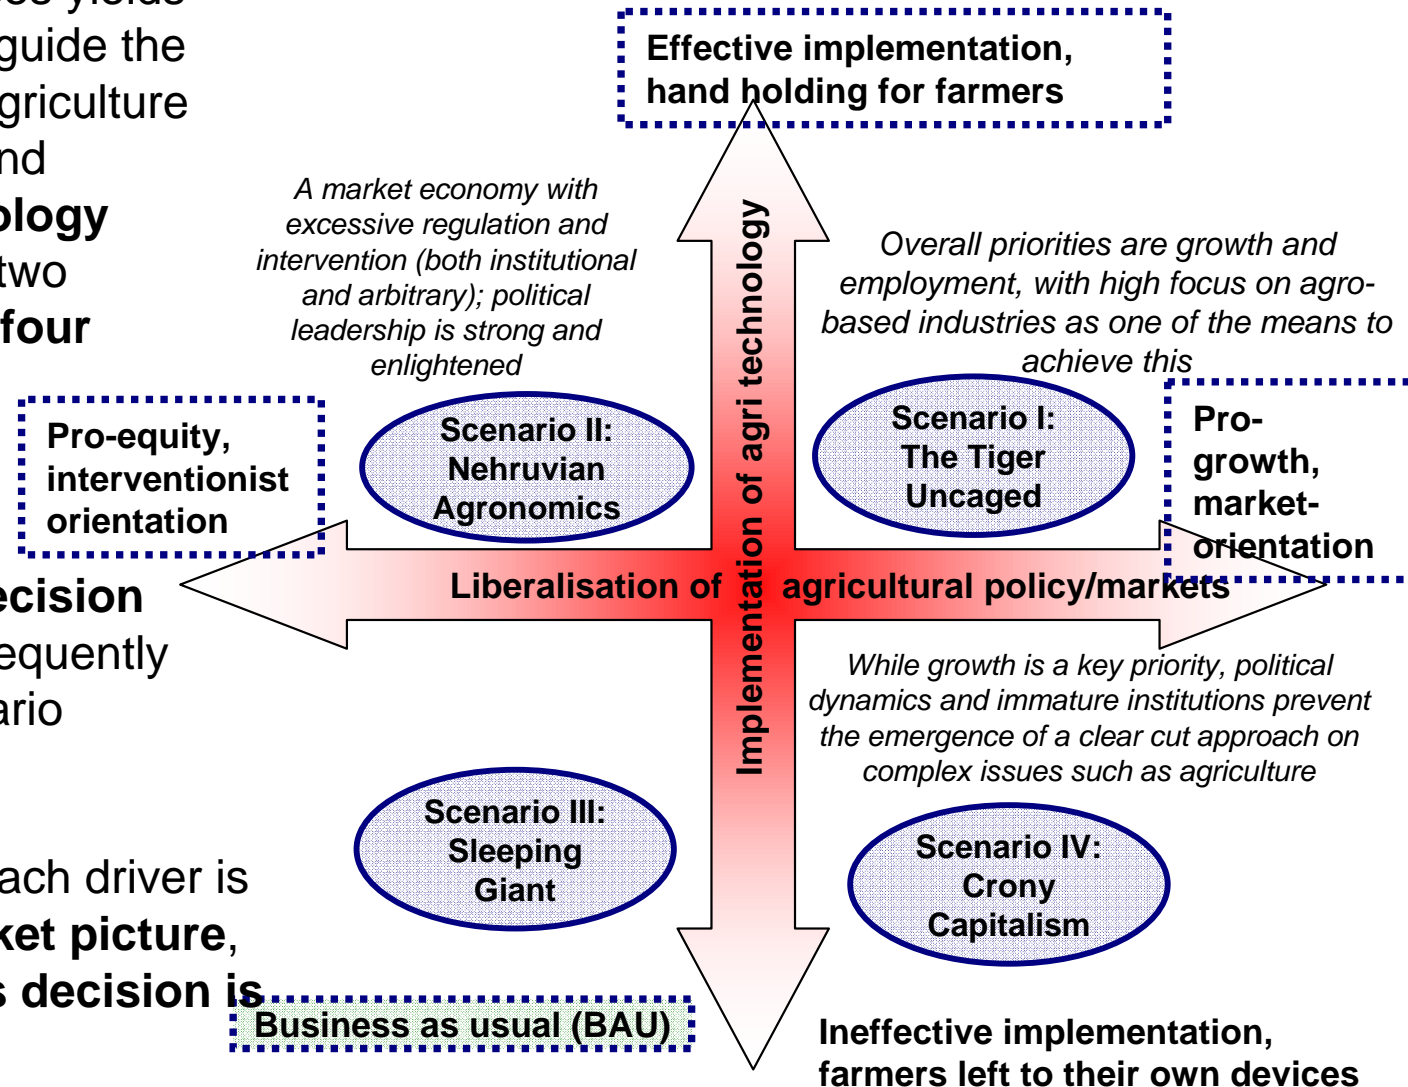 guide the
griculture
nd
two
four
equently
ach driver is
ket picture,
s decision is
Effective implementation,
hand holding for farmers
A market economy with
excessive regulation and
intervention (both institutional
and arbitrary); political
leadership is strong and
enlightened
Overall priorities are growth and
employment, with high focus on agro-
based industries as one of the means to
achieve this
Pro-equity,
interventionist
orientation
Scenario II:
Nehruvian
Agronomics
Scenario I:
The Tiger
Uncaged
Pro-
growth,
market-
orientation
Implementation of agri technology
Liberalisation of agricultural policy/markets
While growth is a key priority, political
dynamics and immature institutions prevent
the emergence of a clear cut approach on
complex issues such as agriculture
Scenario III:
Sleeping
Giant
Scenario IV:
Crony
Capitalism
Business as usual (BAU)
Ineffective implementation,
farmers left to their own devices